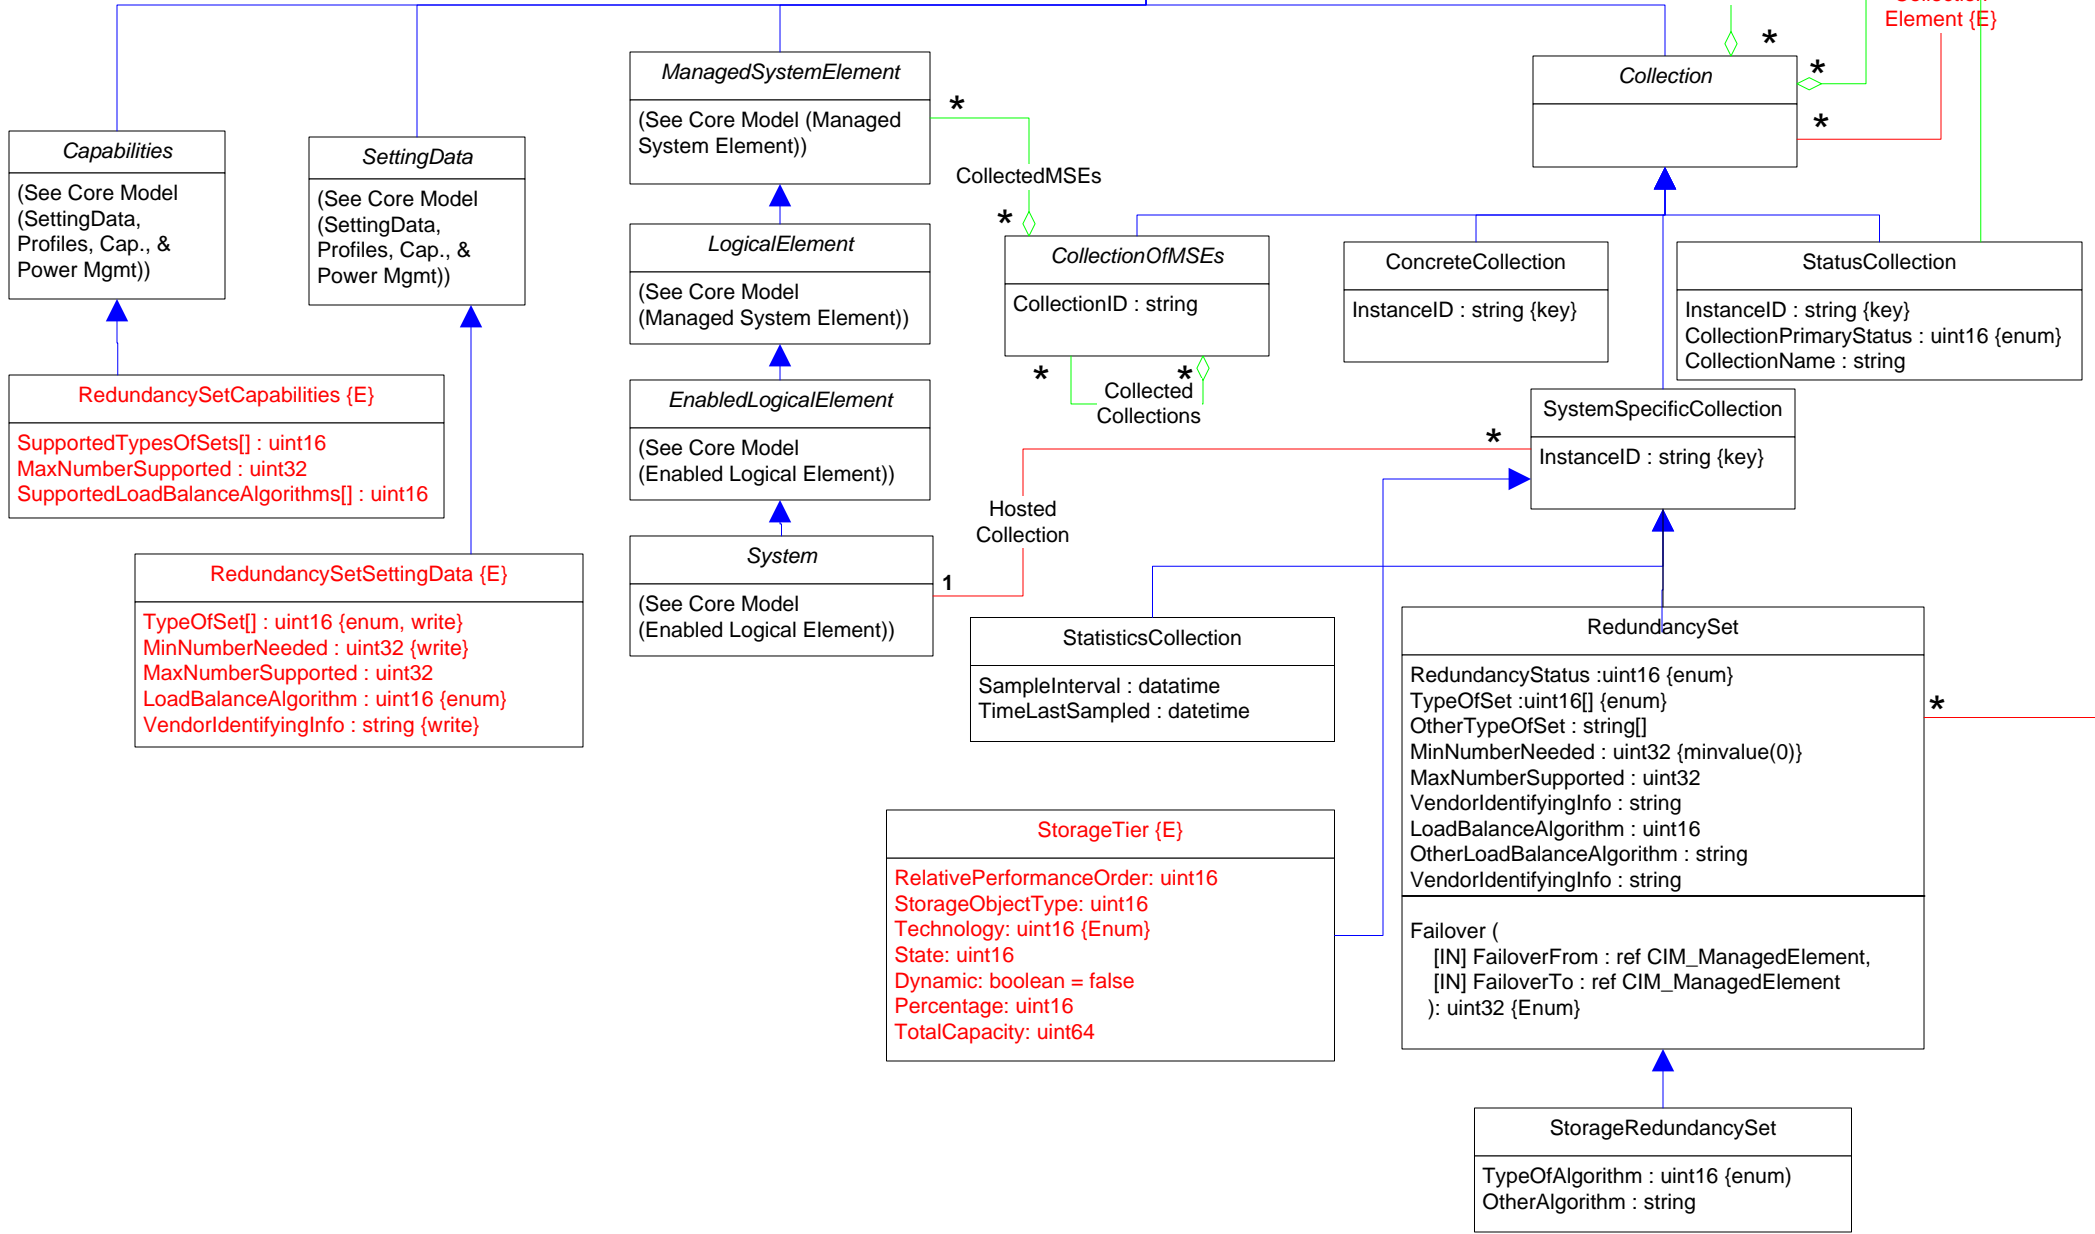 Element {E}
*
*
*
Collection
ManagedSystemElement
(See Core Model (Managed
System Element))
*
CollectedMSEs
*
Capabilities
(See Core Model
(SettingData,
Profiles, Cap., &
Power Mgmt))
SettingData
(See Core Model
(SettingData,
Profiles, Cap., &
Power Mgmt))
LogicalElement
(See Core Model
(Managed System Element))
CollectionOfMSEs
CollectionID : string
*
*
Collected
Collections
ConcreteCollection
InstanceID : string {key}
StatusCollection
InstanceID : string {key}
CollectionPrimaryStatus : uint16 {enum}
CollectionName : string
RedundancySetCapabilities {E}
SupportedTypesOfSets[] : uint16
MaxNumberSupported : uint32
SupportedLoadBalanceAlgorithms[] : uint16
EnabledLogicalElement
(See Core Model
(Enabled Logical Element))
SystemSpecificCollection
InstanceID : string {key}
*
Hosted
Collection
1
System
(See Core Model
(Enabled Logical Element))
RedundancySetSettingData {E}
TypeOfSet[] : uint16 {enum, write}
MinNumberNeeded : uint32 {write}
MaxNumberSupported : uint32
LoadBalanceAlgorithm : uint16 {enum}
VendorIdentifyingInfo : string {write}
StatisticsCollection
SampleInterval : datatime
TimeLastSampled : datetime
RedundancySet
RedundancyStatus :uint16 {enum}
TypeOfSet :uint16[] {enum}
OtherTypeOfSet : string[]
MinNumberNeeded : uint32 {minvalue(0)}
MaxNumberSupported : uint32
VendorIdentifyingInfo : string
LoadBalanceAlgorithm : uint16
OtherLoadBalanceAlgorithm : string
VendorIdentifyingInfo : string
Failover (
[IN] FailoverFrom : ref CIM_ManagedElement,
[IN] FailoverTo : ref CIM_ManagedElement
): uint32 {Enum}
*
StorageTier {E}
RelativePerformanceOrder: uint16
StorageObjectType: uint16
Technology: uint16 {Enum}
State: uint16
Dynamic: boolean = false
Percentage: uint16
TotalCapacity: uint64
StorageRedundancySet
TypeOfAlgorithm : uint16 {enum)
OtherAlgorithm : string